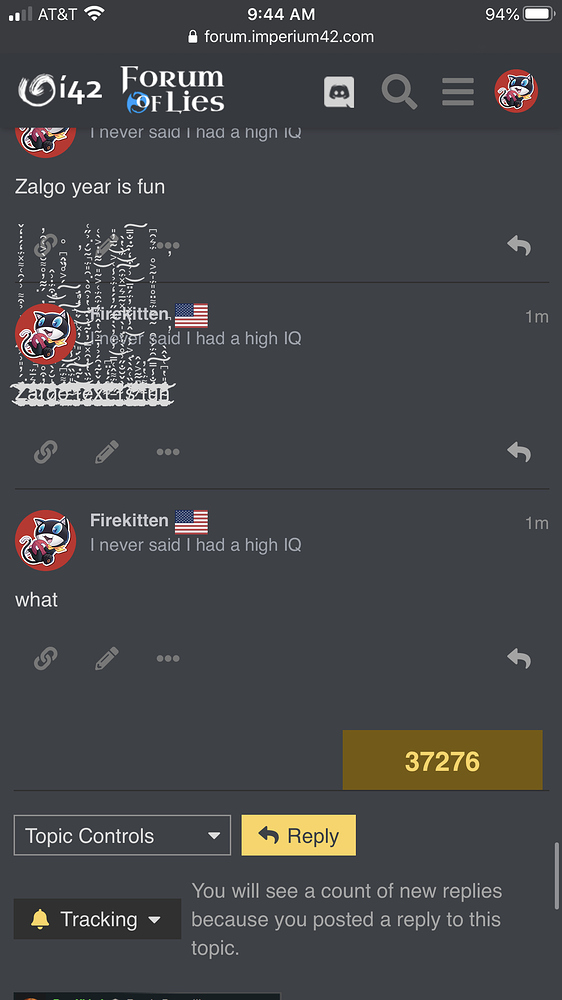 AT&T
9:44 AM
94%
forum.imperium42.com
i42
FORUM OF LIES
I never said I had a high IQ
Zalgo year is fun
Firekitten
1m
I never said I had a high IQ
Zalgo text is fun
Firekitten
1m
I never said I had a high IQ
what
37276
Topic Controls
Reply
Tracking
You will see a count of new replies
because you posted a reply to this
topic.